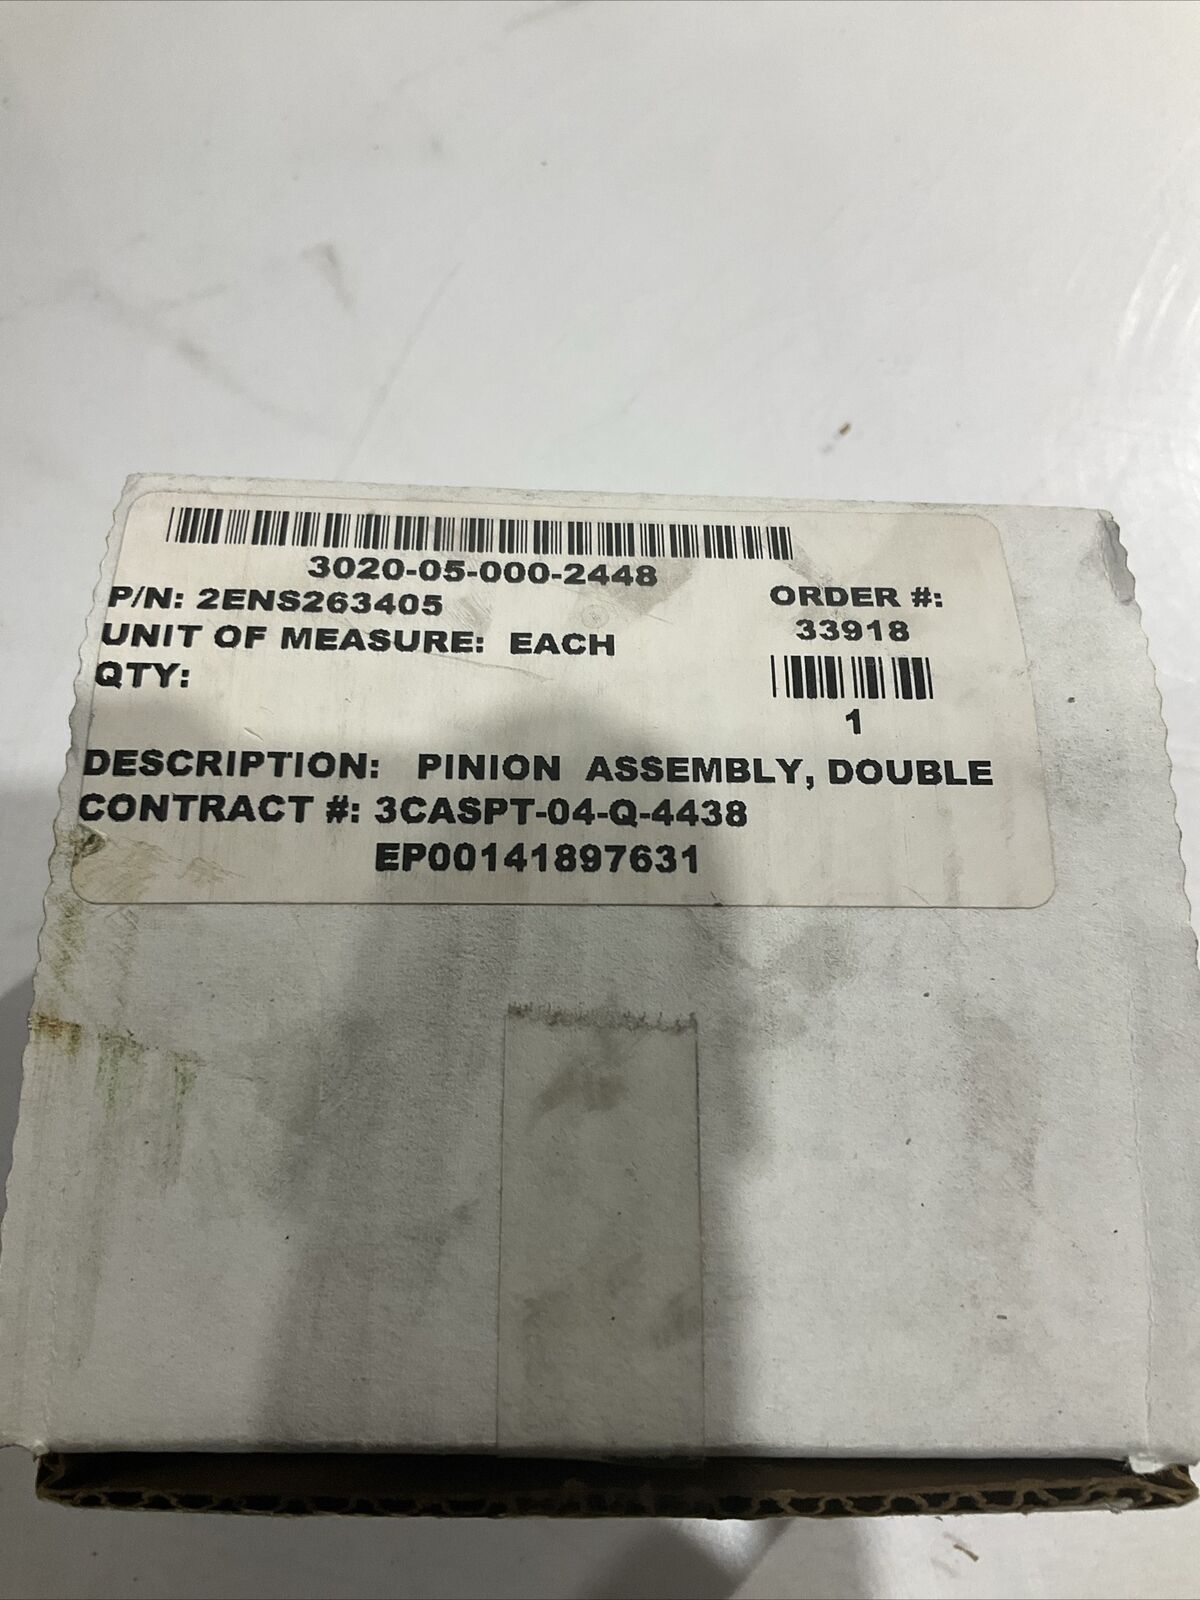 3020-05-000-2448
P/N: 2ENS263405
UNIT OF MEASURE: EACH
QTY:
ORDER #:
33918
1
DESCRIPTION: PINION ASSEMBLY, DOUBLE
CONTRACT #: 3CASPT-04-Q-4438
EP00141897631